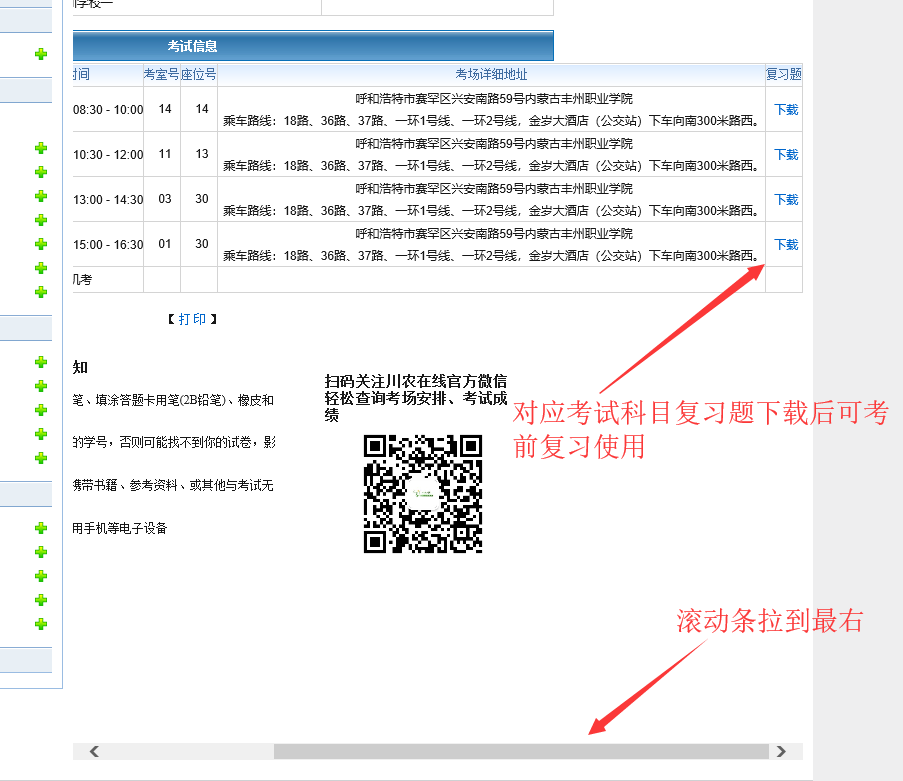 考试信息
时间 考室号 座位号 考场详细地址 复习题
08:30 - 10:00 14 14 呼和浩特市赛罕区兴安南路59号内蒙古丰州职业学院
乘车路线：18路、36路、37路、一环1号线、一环2号线，金岁大酒店（公交站）下车向南300米路西。 下载
10:30 - 12:00 11 13 呼和浩特市赛罕区兴安南路59号内蒙古丰州职业学院
乘车路线：18路、36路、37路、一环1号线、一环2号线，金岁大酒店（公交站）下车向南300米路西。 下载
13:00 - 14:30 03 30 呼和浩特市赛罕区兴安南路59号内蒙古丰州职业学院
乘车路线：18路、36路、37路、一环1号线、一环2号线，金岁大酒店（公交站）下车向南300米路西。 下载
15:00 - 16:30 01 30 呼和浩特市赛罕区兴安南路59号内蒙古丰州职业学院
乘车路线：18路、36路、37路、一环1号线、一环2号线，金岁大酒店（公交站）下车向南300米路西。 下载
机考
【 打印 】
知
笔、填涂答题卡用笔(2B铅笔)、橡皮和
的学号，否则可能找不到你的试卷，影
携带书籍、参考资料、或其他与考试无
用手机等电子设备
扫码关注川农在线官方微信
轻松查询考场安排、考试成
绩
对应考试科目复习题下载后可考
前复习使用
滚动条拉到最右